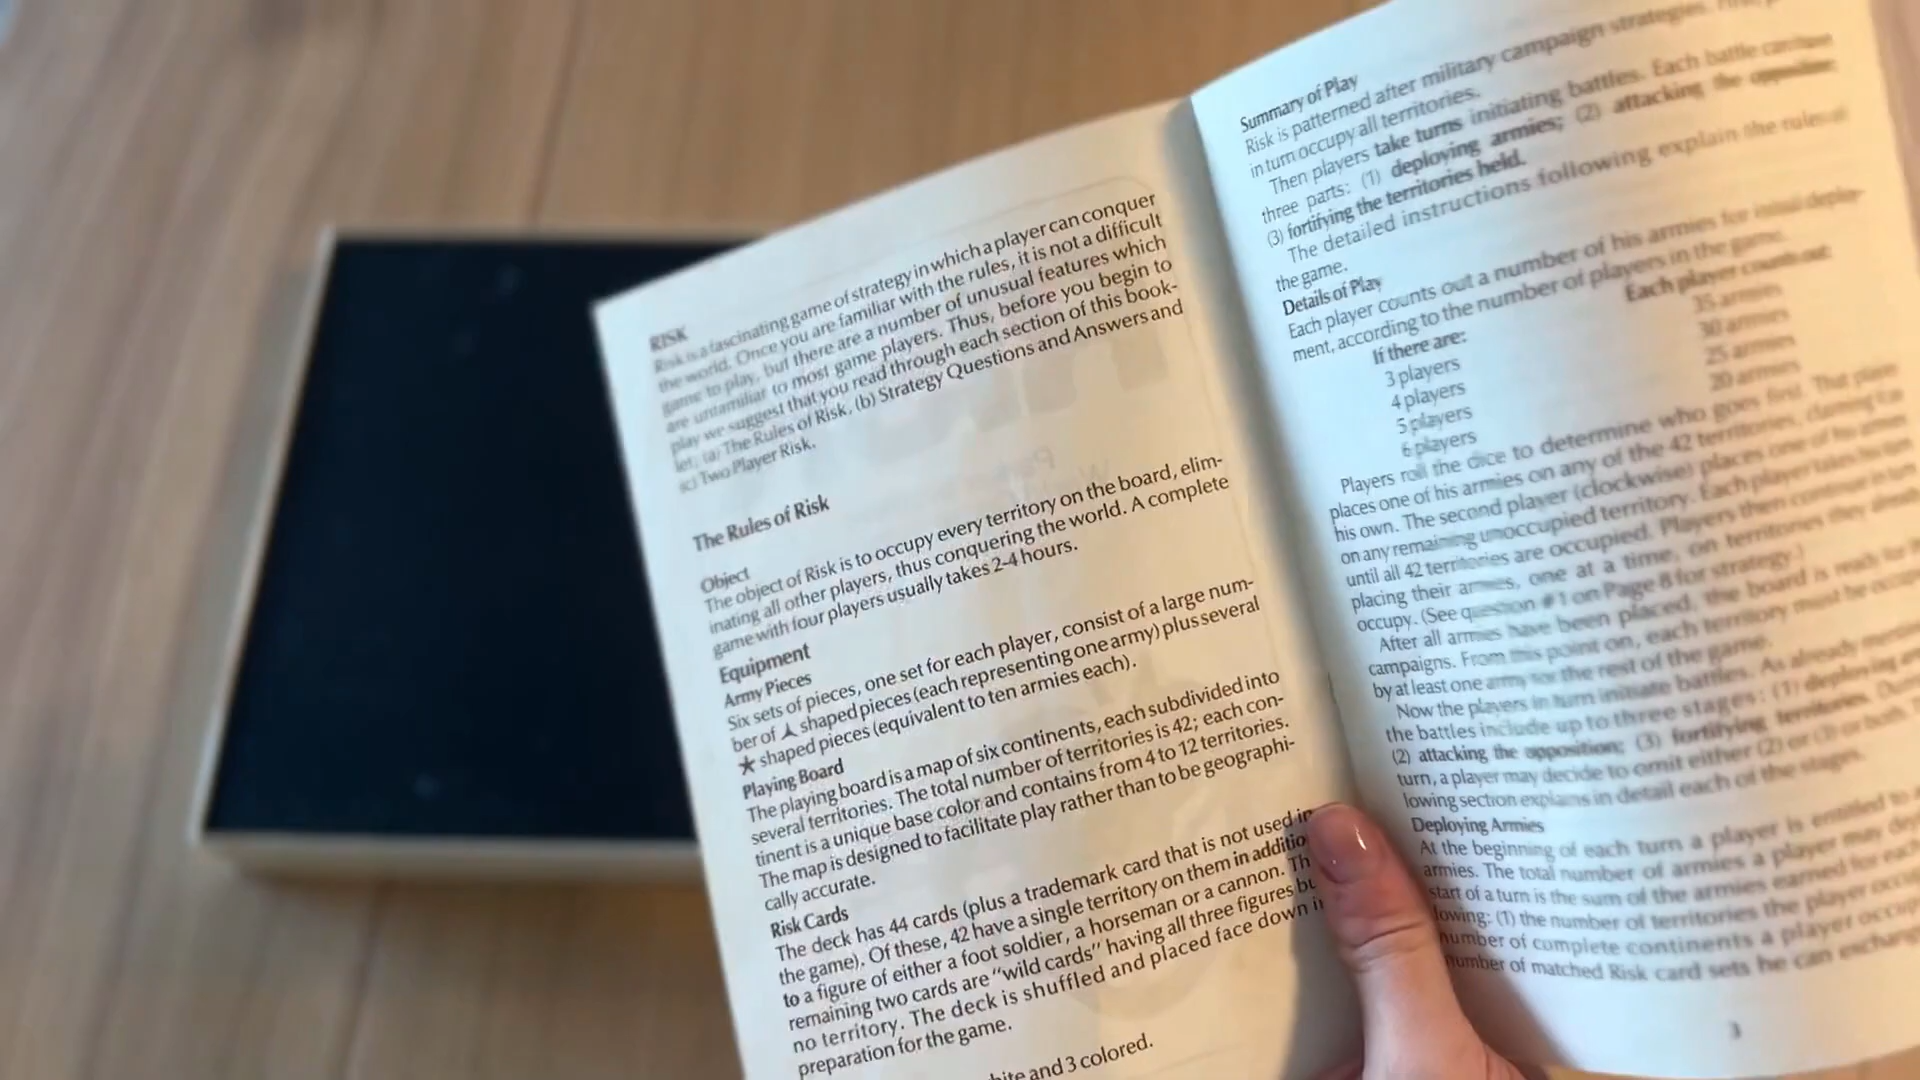 RISK
Risk is a fascinating game of strategy in which a player can conquer
the world. Once you are familiar with the rules, it is not a difficult
game to play, but there are a number of unusual features which
are unfamiliar to most game players. Thus, before you begin to
play we suggest that you read through each section of this book-
let: (a) The Rules of Risk, (b) Strategy Questions and Answers and
(c) Two Player Risk.
The Rules of Risk
Object
The object of Risk is to occupy every territory on the board, elim-
inating all other players, thus conquering the world. A complete
game with four players usually takes 2-4 hours.
Equipment
Army Pieces
Six sets of pieces, one set for each player, consist of a large num-
ber of shaped pieces (each representing one army) plus several
★ shaped pieces (equivalent to ten armies each).
Playing Board
The playing board is a map of six continents, each subdivided into
several territories. The total number of territories is 42; each con-
tinent is a unique base color and contains from 4 to 12 territories.
The map is designed to facilitate play rather than to be geographi-
cally accurate.
Risk Cards
The deck has 44 cards (plus a trademark card that is not used in
the game). Of these, 42 have a single territory on them in additio
to a figure of either a foot soldier, a horseman or a cannon. Th
remaining two cards are "wild cards" having all three figures bu
no territory. The deck is shuffled and placed face down i
preparation for the game.
ite and 3 colored.
Summary of Play
Risk is patterned after military campaign strategies.
in turn occupy all territories.
Then players take turns initiating battles. Each battle
three parts: (1) deploying armies; (2) attacking the opposition;
(3) fortifying the territories held.
The detailed instructions following explain the rules of
the game.
Details of Play
Each player counts out a number of his armies for initial deploy-
ment, according to the number of players in the game.
If there are: Each player counts out:
3 players 35 armies
4 players 30 armies
5 players 25 armies
6 players 20 armies
Players roll the dice to determine who goes first. That player
places one of his armies on any of the 42 territories, claiming it as
his own. The second player (clockwise) places one of his armies
on any remaining unoccupied territory. Each player takes his turn
until all 42 territories are occupied. Players then continue in turn
placing their armies, one at a time, on territories they already
occupy. (See question #1 on Page 8 for strategy.)
After all armies have been placed, the board is ready for the
campaigns. From this point on, each territory must be occupied
by at least one army for the rest of the game.
Now the players in turn initiate battles. As already mentioned
the battles include up to three stages: (1) deploying
(2) attacking the opposition; (3) fortifying territories.
turn, a player may decide to omit either (2) or (3) or both.
lowing section explains in detail each of the stages.
Deploying Armies
At the beginning of each turn a player is entitled to
armies. The total number of armies a player may
start of a turn is the sum of the armies earned for each
lowing: (1) the number of territories the player
number of complete continents a player
number of matched Risk card sets he can exchange
3